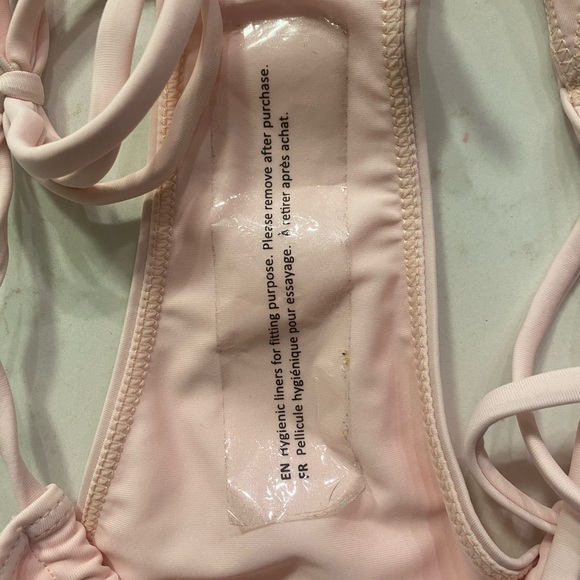 EN Hygienic liners for fitting purpose. Please remove after purchase.
FR Pellicule hygiénique pour essayage. À retirer après achat.